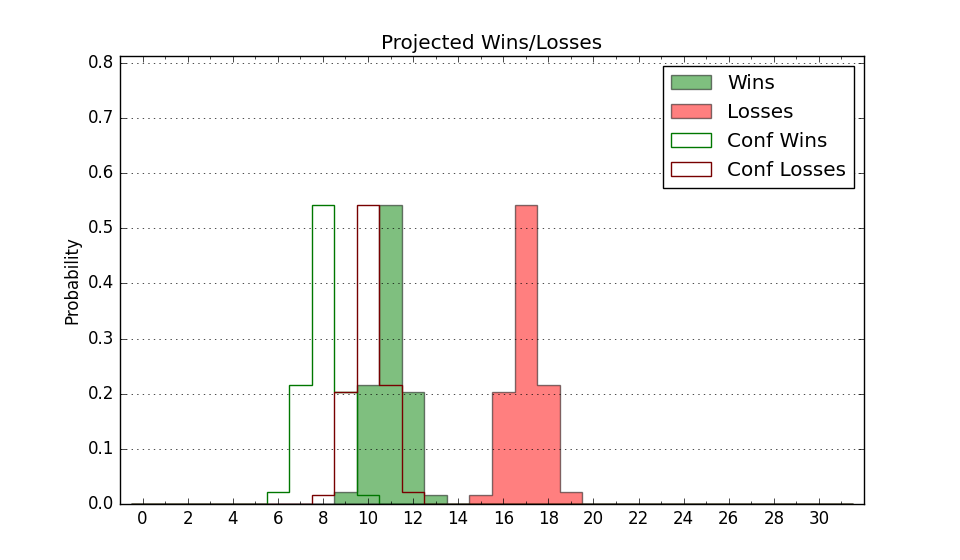 Projected Wins/Losses
Wins
Losses
Conf Wins
Conf Losses
Probability
0.8
0.7
0.6
0.5
0.4
0.3
0.2
0.1
0.0
0 2 4 6 8 10 12 14 16 18 20 22 24 26 28 30